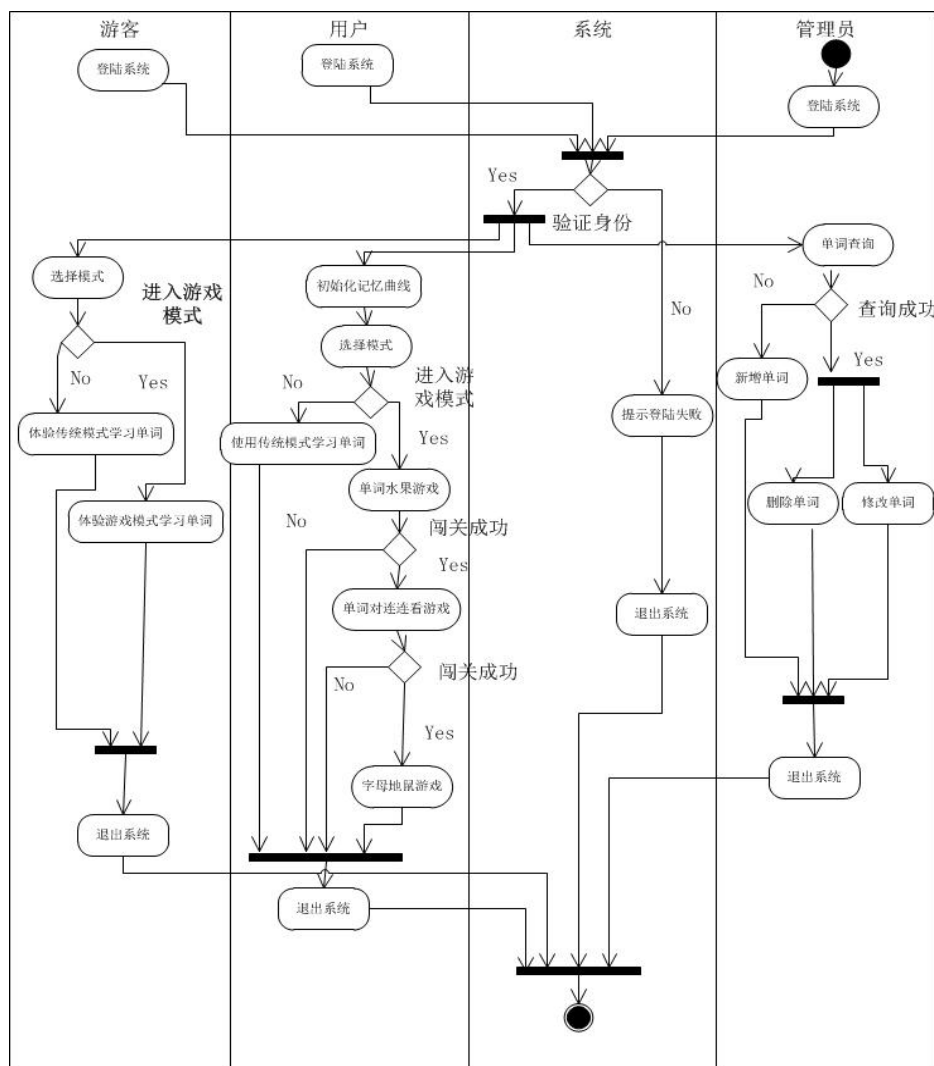 游客
用户
系统
管理员
登陆系统
登陆系统
登陆系统
Yes
验证身份
单词查询
选择模式
初始化记忆曲线
进入游戏
模式
No
No
查询成功
选择模式
Yes
No
Yes
新增单词
进入游
戏模式
No
体验传统模式学习单词
使用传统模式学习单词
Yes
提示登陆失败
单词水果游戏
删除单词
修改单词
体验游戏模式学习单词
No
闯关成功
Yes
单词对连连看游戏
退出系统
闯关成功
No
Yes
字母地鼠游戏
退出系统
退出系统
退出系统